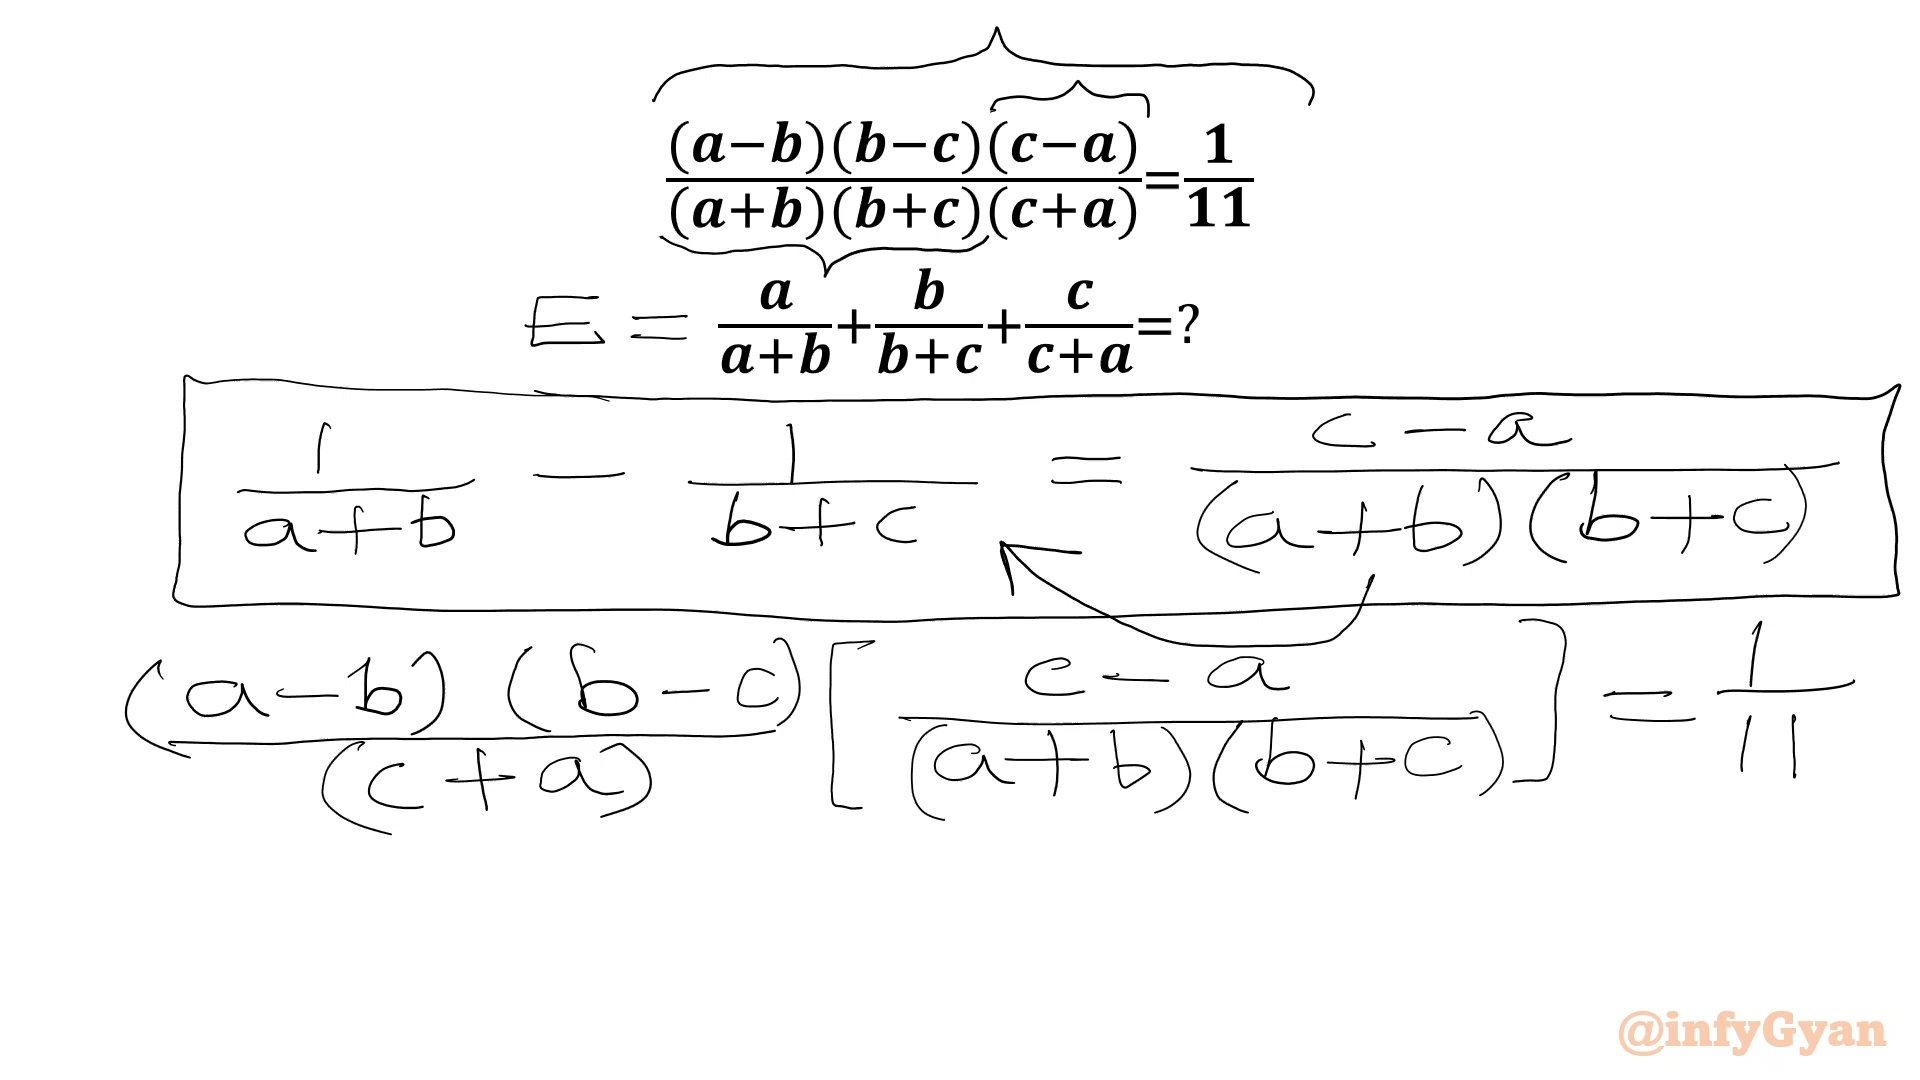 (a−b)(b−c)(c−a)/(a+b)(b+c)(c+a)=1/11
E = a/a+b+b/b+c+c/c+a=?
1/a+b − 1/b+c = c−a/(a+b)(b+c)
(a−b)(b−c)/(c+a) [c−a/(a+b)(b+c)] = 1/11
@infyGyan